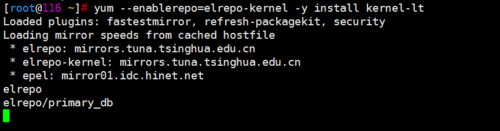 [root@116 ~]# yum --enablerepo=elrepo-kernel -y install kernel-lt
Loaded plugins: fastestmirror, refresh-packagekit, security
Loading mirror speeds from cached hostfile
 * elrepo: mirrors.tuna.tsinghua.edu.cn
 * elrepo-kernel: mirrors.tuna.tsinghua.edu.cn
 * epel: mirror01.idc.hinet.net
elrepo
elrepo/primary_db